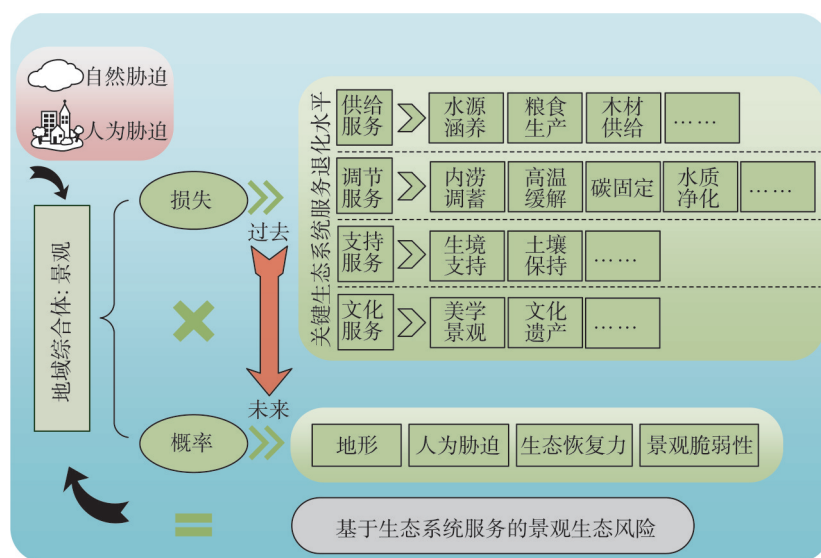 自然胁迫
人为胁迫
地域综合体: 景观
损失
过去
×
未来
概率
=
关键生态系统服务退化水平
供给
服务
水源
涵养
粮食
生产
木材
供给
……
调节
服务
内涝
调蓄
高温
缓解
碳固定
水质
净化
……
支持
服务
生境
支持
土壤
保持
……
文化
服务
美学
景观
文化
遗产
……
地形
人为胁迫
生态恢复力
景观脆弱性
基于生态系统服务的景观生态风险